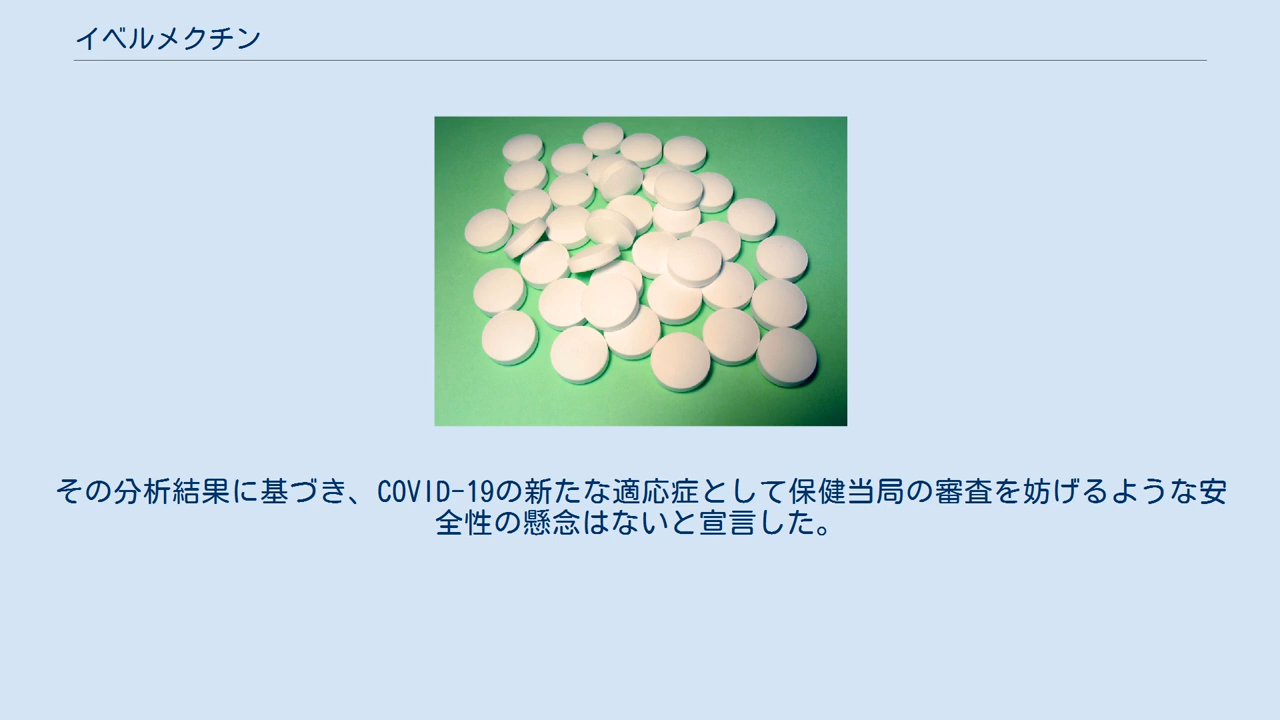 イベルメクチン
その分析結果に基づき、COVID-19の新たな適応症として保健当局の審査を妨げるような安
全性の懸念はないと宣言した。